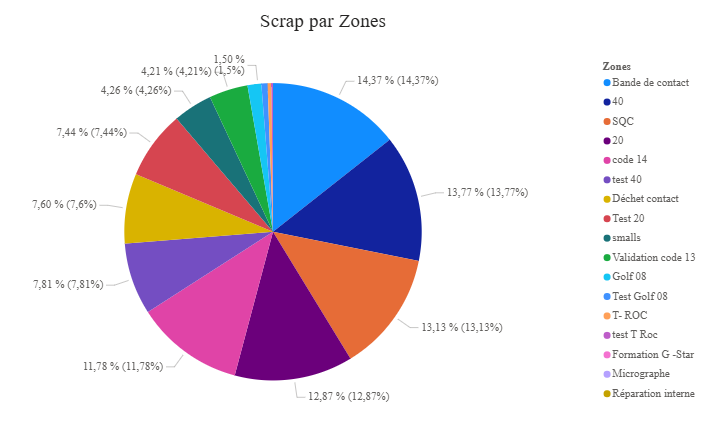 Scrap par Zones
14,37 % (14,37%)
13,77 % (13,77%)
13,13 % (13,13%)
12,87 % (12,87%)
11,78 % (11,78%)
7,81 % (7,81%)
7,60 % (7,6%)
7,44 % (7,44%)
4,26 % (4,26%)
4,21 % (4,21%)
1,50 %
(1,5%)
Zones
Bande de contact
40
SQC
20
code 14
test 40
Déchet contact
Test 20
smalls
Validation code 13
Golf 08
Test Golf 08
T- ROC
test T Roc
Formation G -Star
Micrographe
Réparation interne